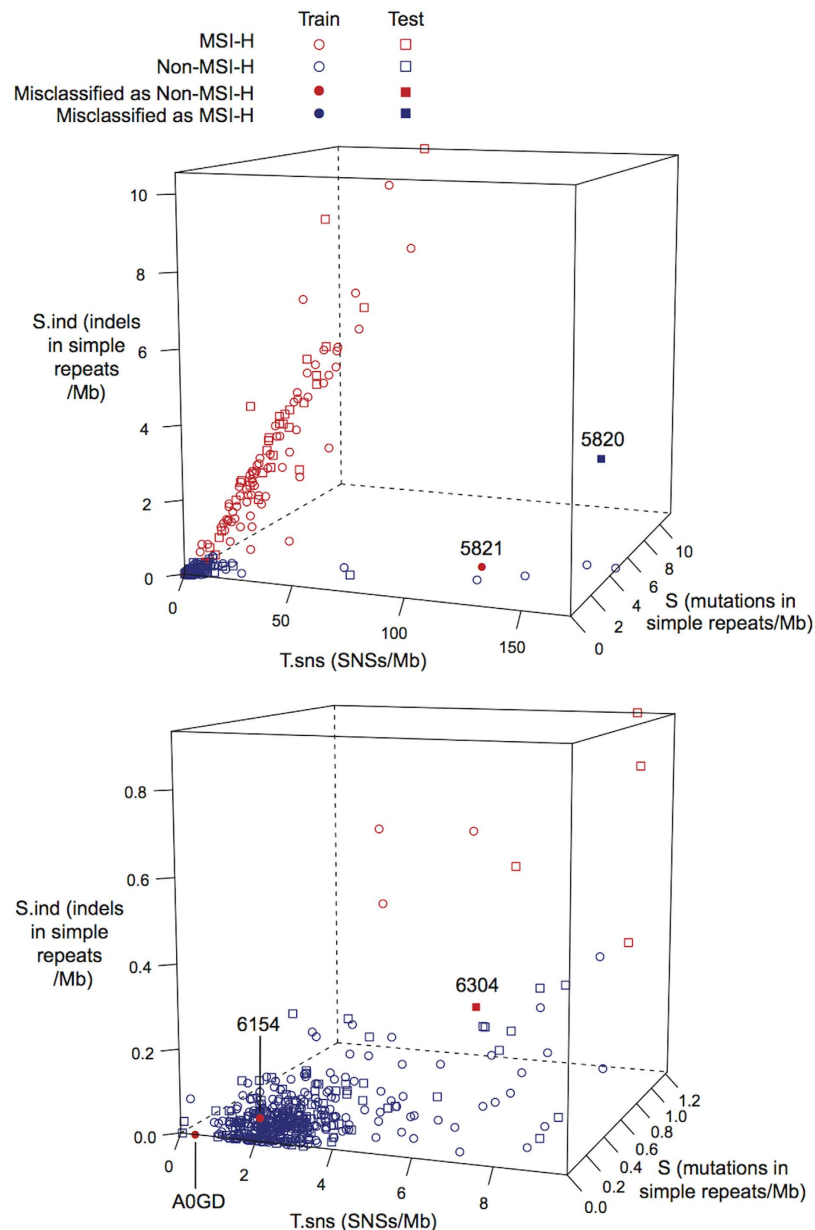 Train Test
MSI-H
Non-MSI-H
Misclassified as Non-MSI-H
Misclassified as MSI-H
10
8
6
4
2
0
S.ind (indels
in simple
repeats
/Mb)
5820
5821
0
50
100
150
T.sns (SNSs/Mb)
10
8
6
4
2
0
S (mutations in
simple repeats/Mb)
0.8
0.6
0.4
0.2
0.0
S.ind (indels
in simple
repeats
/Mb)
6304
6154
A0GD
0
2
4
6
8
T.sns (SNSs/Mb)
1.2
1.0
0.8
0.6
0.4
0.2
0.0
S (mutations in
simple repeats/Mb)